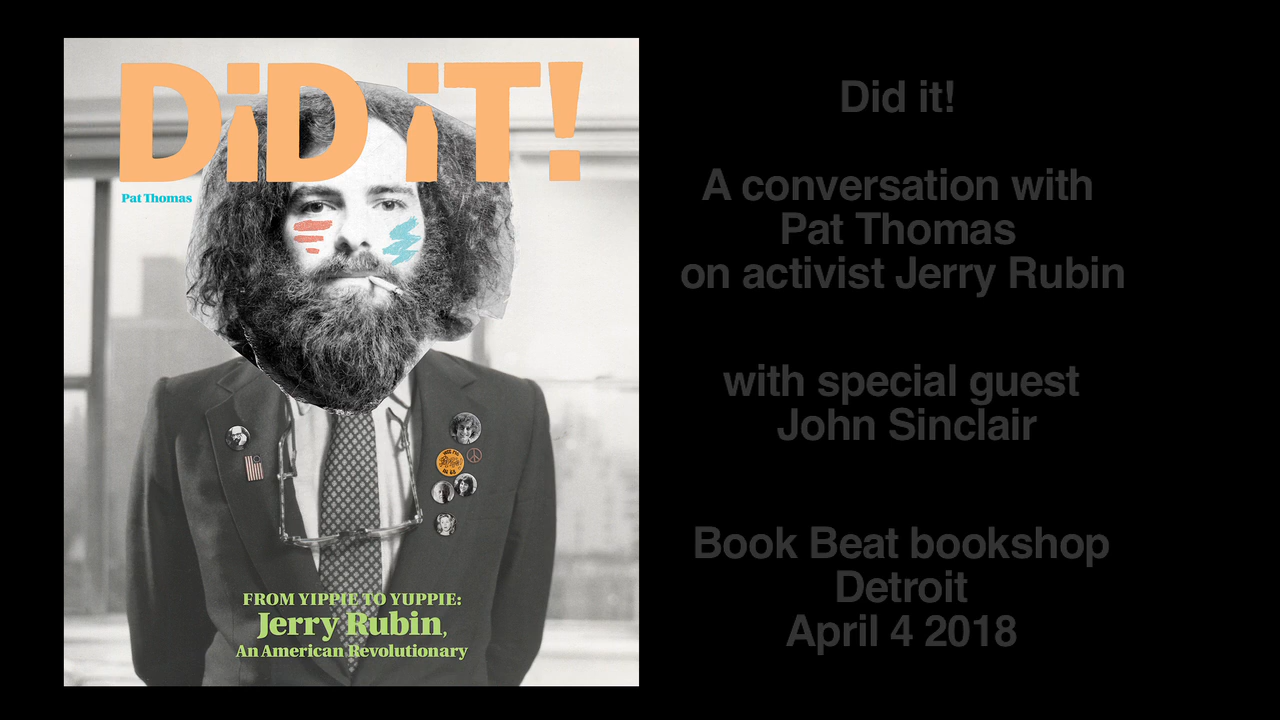 DiD iT!
Pat Thomas
FROM YIPPIE TO YUPPIE:
Jerry Rubin,
An American Revolutionary
Did it!
A conversation with
Pat Thomas
on activist Jerry Rubin
with special guest
John Sinclair
Book Beat bookshop
Detroit
April 4 2018